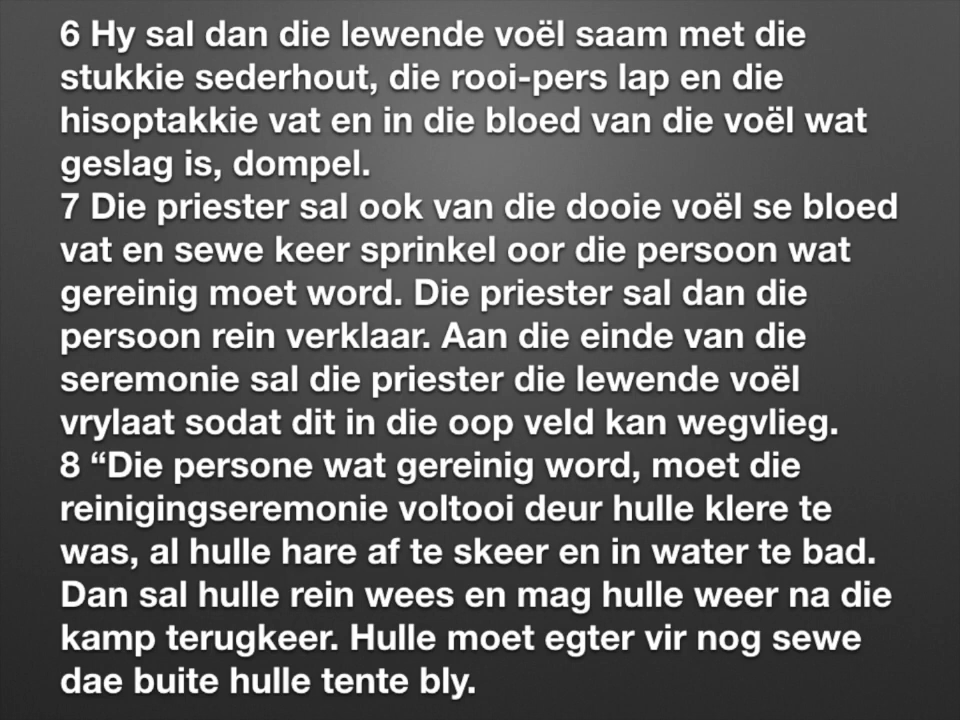 6 Hy sal dan die lewende voël saam met die
stukkie sederhout, die rooi-pers lap en die
hisoptakkie vat en in die bloed van die voël wat
geslag is, dompel.
7 Die priester sal ook van die dooie voël se bloed
vat en sewe keer sprinkel oor die persoon wat
gereinig moet word. Die priester sal dan die
persoon rein verklaar. Aan die einde van die
seremonie sal die priester die lewende voël
vrylaat sodat dit in die oop veld kan wegvlieg.
8 “Die persone wat gereinig word, moet die
reinigingseremonie voltooi deur hulle klere te
was, al hulle hare af te skeer en in water te bad.
Dan sal hulle rein wees en mag hulle weer na die
kamp terugkeer. Hulle moet egter vir nog sewe
dae buite hulle tente bly.